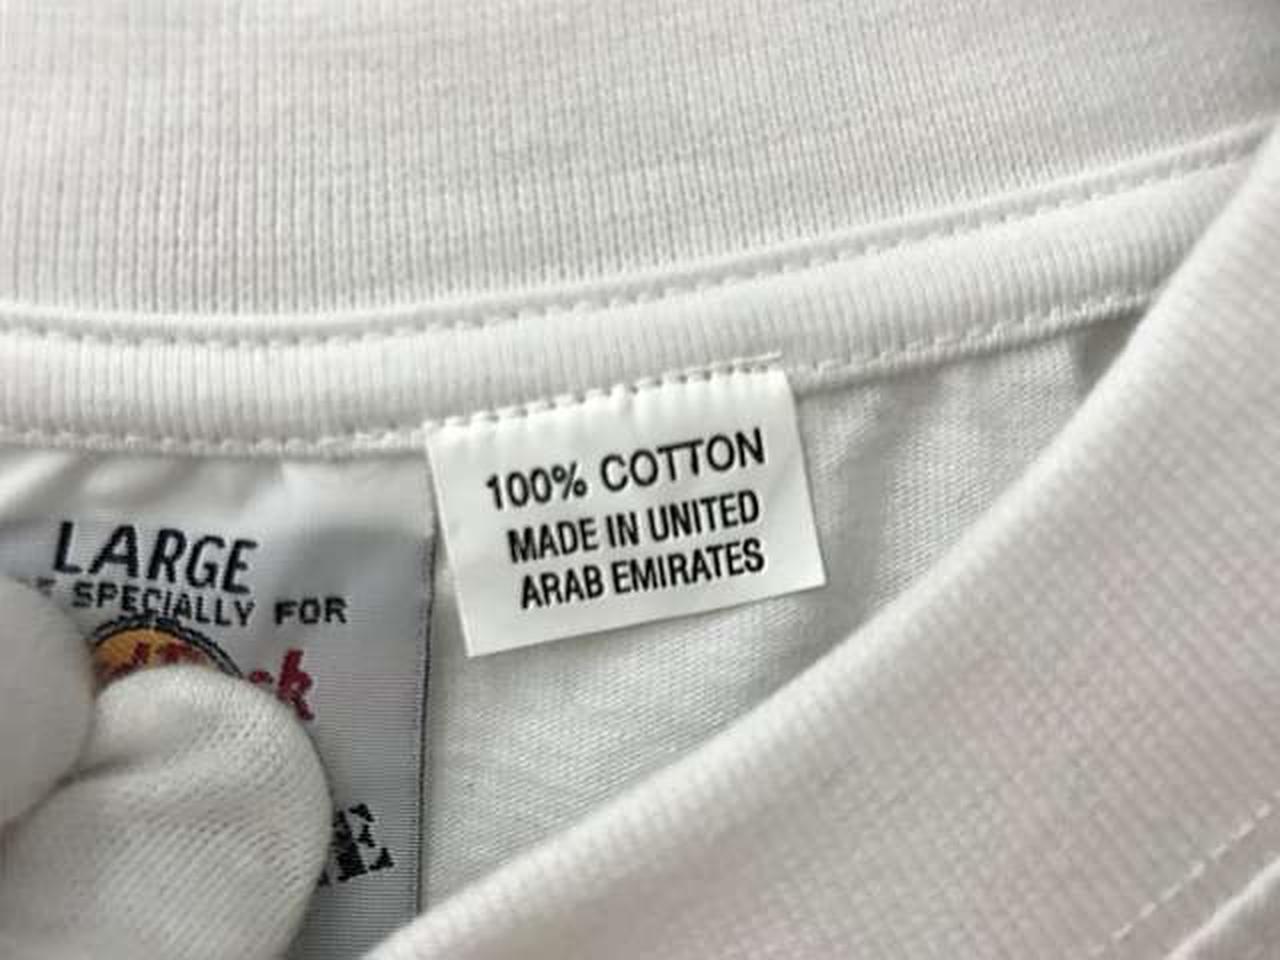 LARGE
SPECIALLY FOR
100% COTTON
MADE IN UNITED
ARAB EMIRATES